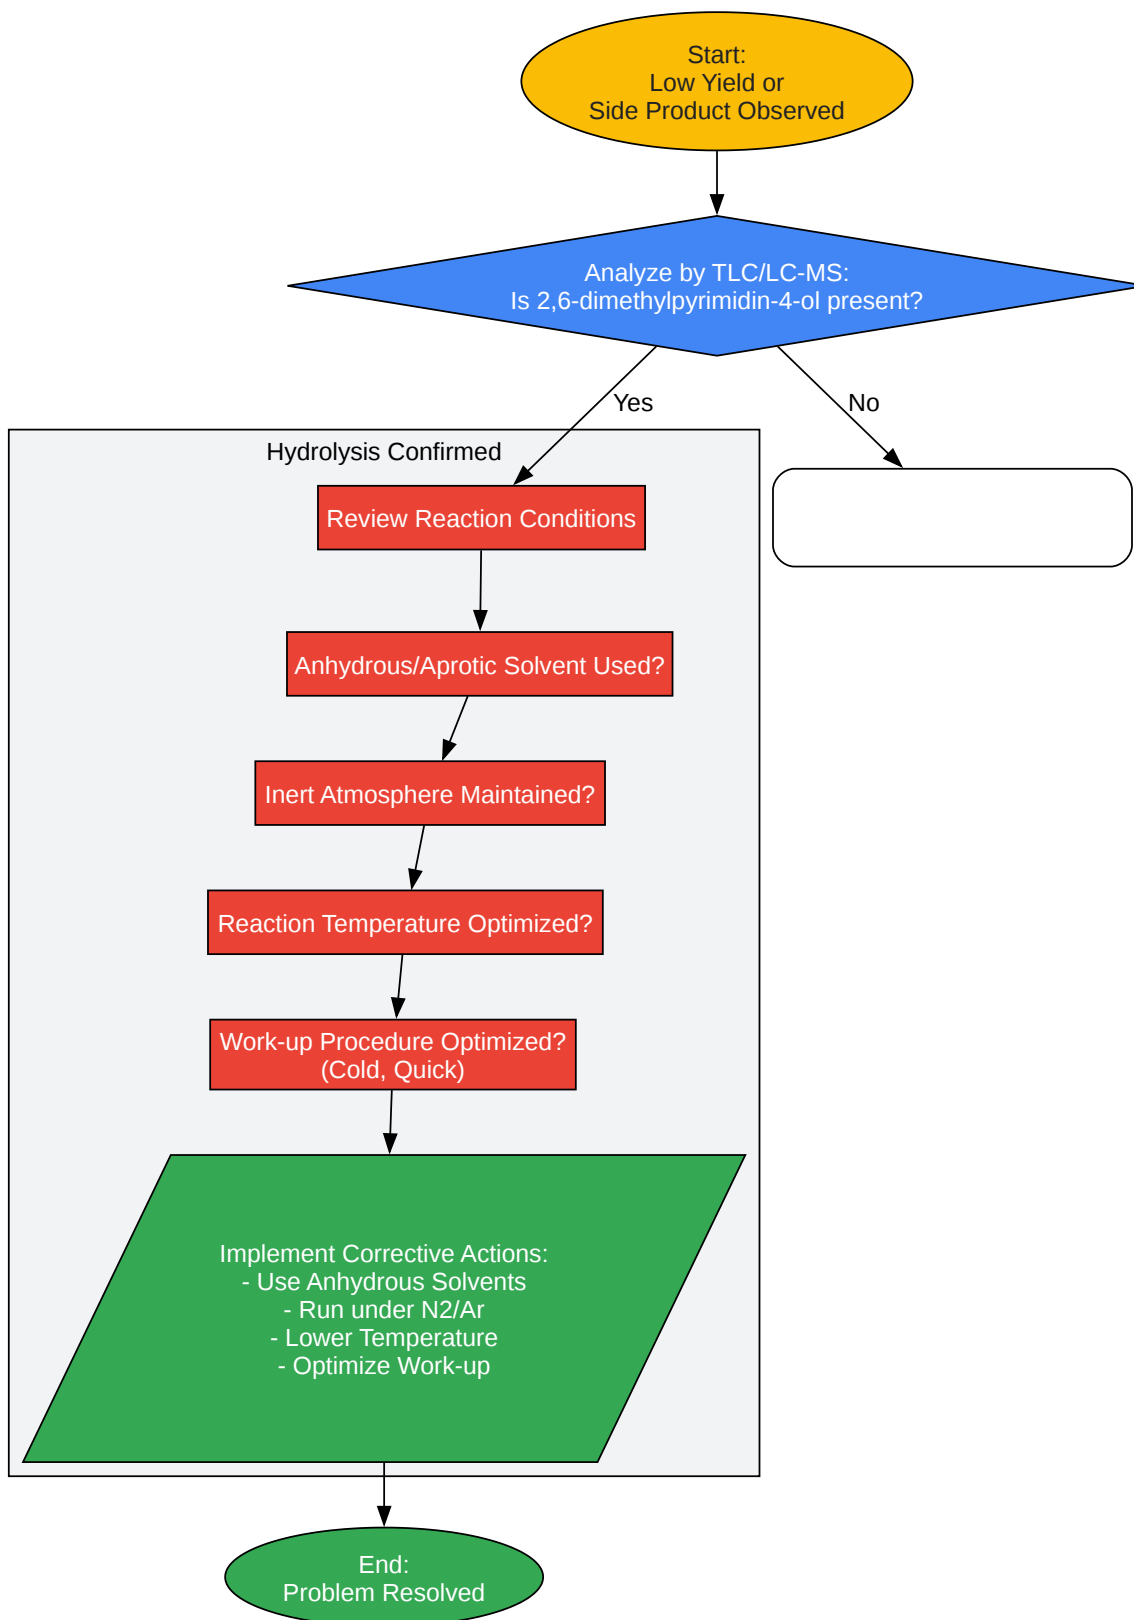 Start:
Low Yield or
Side Product Observed
Analyze by TLC/LC-MS:
Is 2,6-dimethylpyrimidin-4-ol present?
Yes
No
Hydrolysis Confirmed
Review Reaction Conditions
Anhydrous/Aprotic Solvent Used?
Inert Atmosphere Maintained?
Reaction Temperature Optimized?
Work-up Procedure Optimized?
(Cold, Quick)
Implement Corrective Actions:
- Use Anhydrous Solvents
- Run under N2/Ar
- Lower Temperature
- Optimize Work-up
End:
Problem Resolved